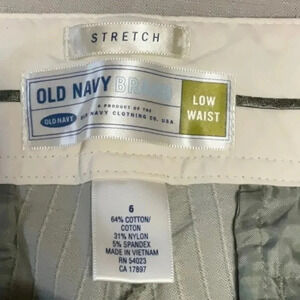 STRETCH
OLD NAVY BRAND
A PRODUCT OF THE
OLD NAVY OLD NAVY CLOTHING CO. USA
LOW
WAIST
6
64% COTTON/
COTON
31% NYLON
5% SPANDEX
MADE IN VIETNAM
RN 54023
CA 17897